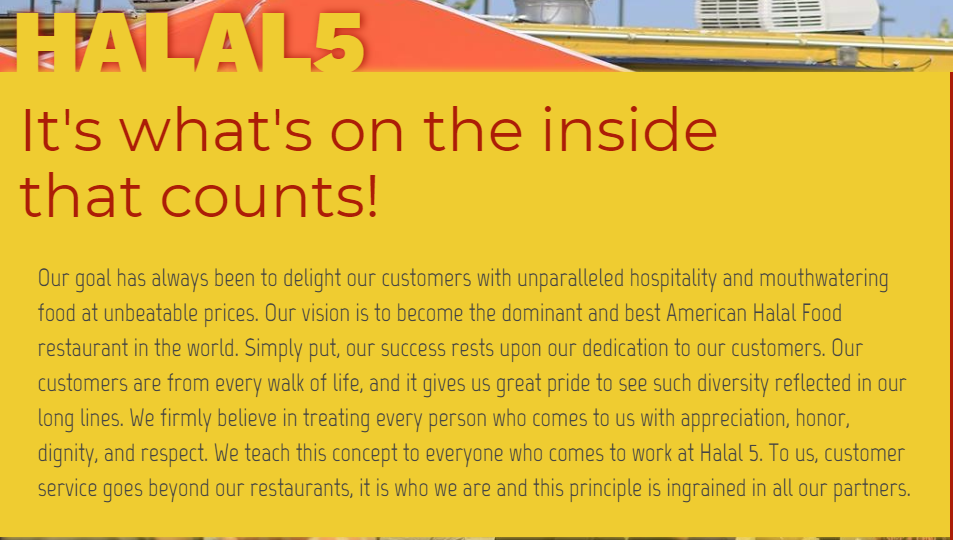 HALAL5
It's what's on the inside
that counts!
Our goal has always been to delight our customers with unparalleled hospitality and mouthwatering
food at unbeatable prices. Our vision is to become the dominant and best American Halal Food
restaurant in the world. Simply put, our success rests upon our dedication to our customers. Our
customers are from every walk of life, and it gives us great pride to see such diversity reflected in our
long lines. We firmly believe in treating every person who comes to us with appreciation, honor,
dignity, and respect. We teach this concept to everyone who comes to work at Halal 5. To us, customer
service goes beyond our restaurants, it is who we are and this principle is ingrained in all our partners.